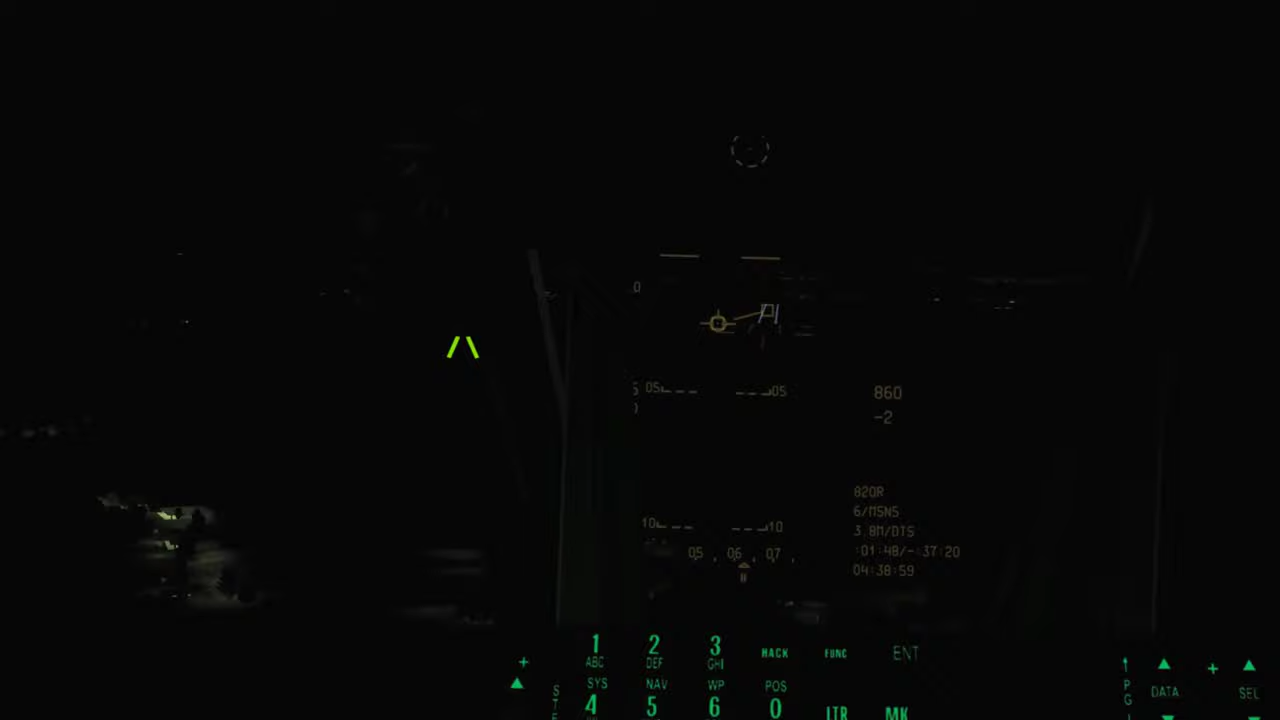 0
05 05
860
-2
820R
6/MSN5
3.8M/DTS
:01:48/-:37:20
04:38:59
10 10
05 06 07
1 2 3 HACK FUNC ENT
ABC DEF GHI
SYS NAV WP POS
4 5 6 0 LTR MK
PG DATA SEL